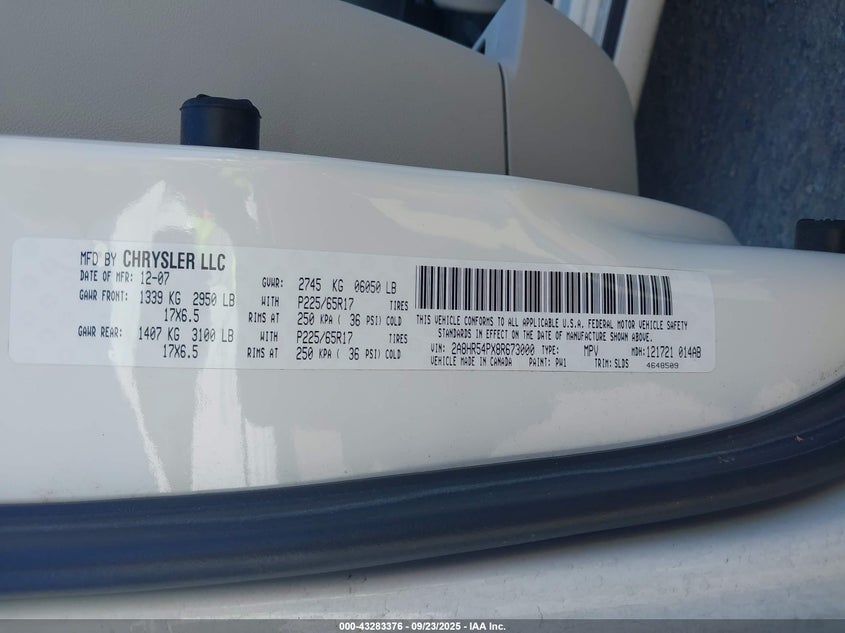 MFD BY CHRYSLER LLC
DATE OF MFR: 12-07 GVWR: 2745 KG 06050 LB
GAWR FRONT: 1339 KG 2950 LB WITH P225/65R17 TIRES
17X6.5 RIMS AT 250 KPA ( 36 PSI) COLD
GAWR REAR: 1407 KG 3100 LB WITH P225/65R17 TIRES
17X6.5 RIMS AT 250 KPA ( 36 PSI) COLD
THIS VEHICLE CONFORMS TO ALL APPLICABLE U.S.A. FEDERAL MOTOR VEHICLE SAFETY
STANDARDS IN EFFECT ON THE DATE OF MANUFACTURE SHOWN ABOVE.
VIN: 2A8HR54PX8R673000 TYPE: MPV MDH: 121721 014AB
VEHICLE MADE IN CANADA PAINT: PW1 TRIM: SLDS
4648509
000-43283376 - 09/23/2025 - IAA Inc.